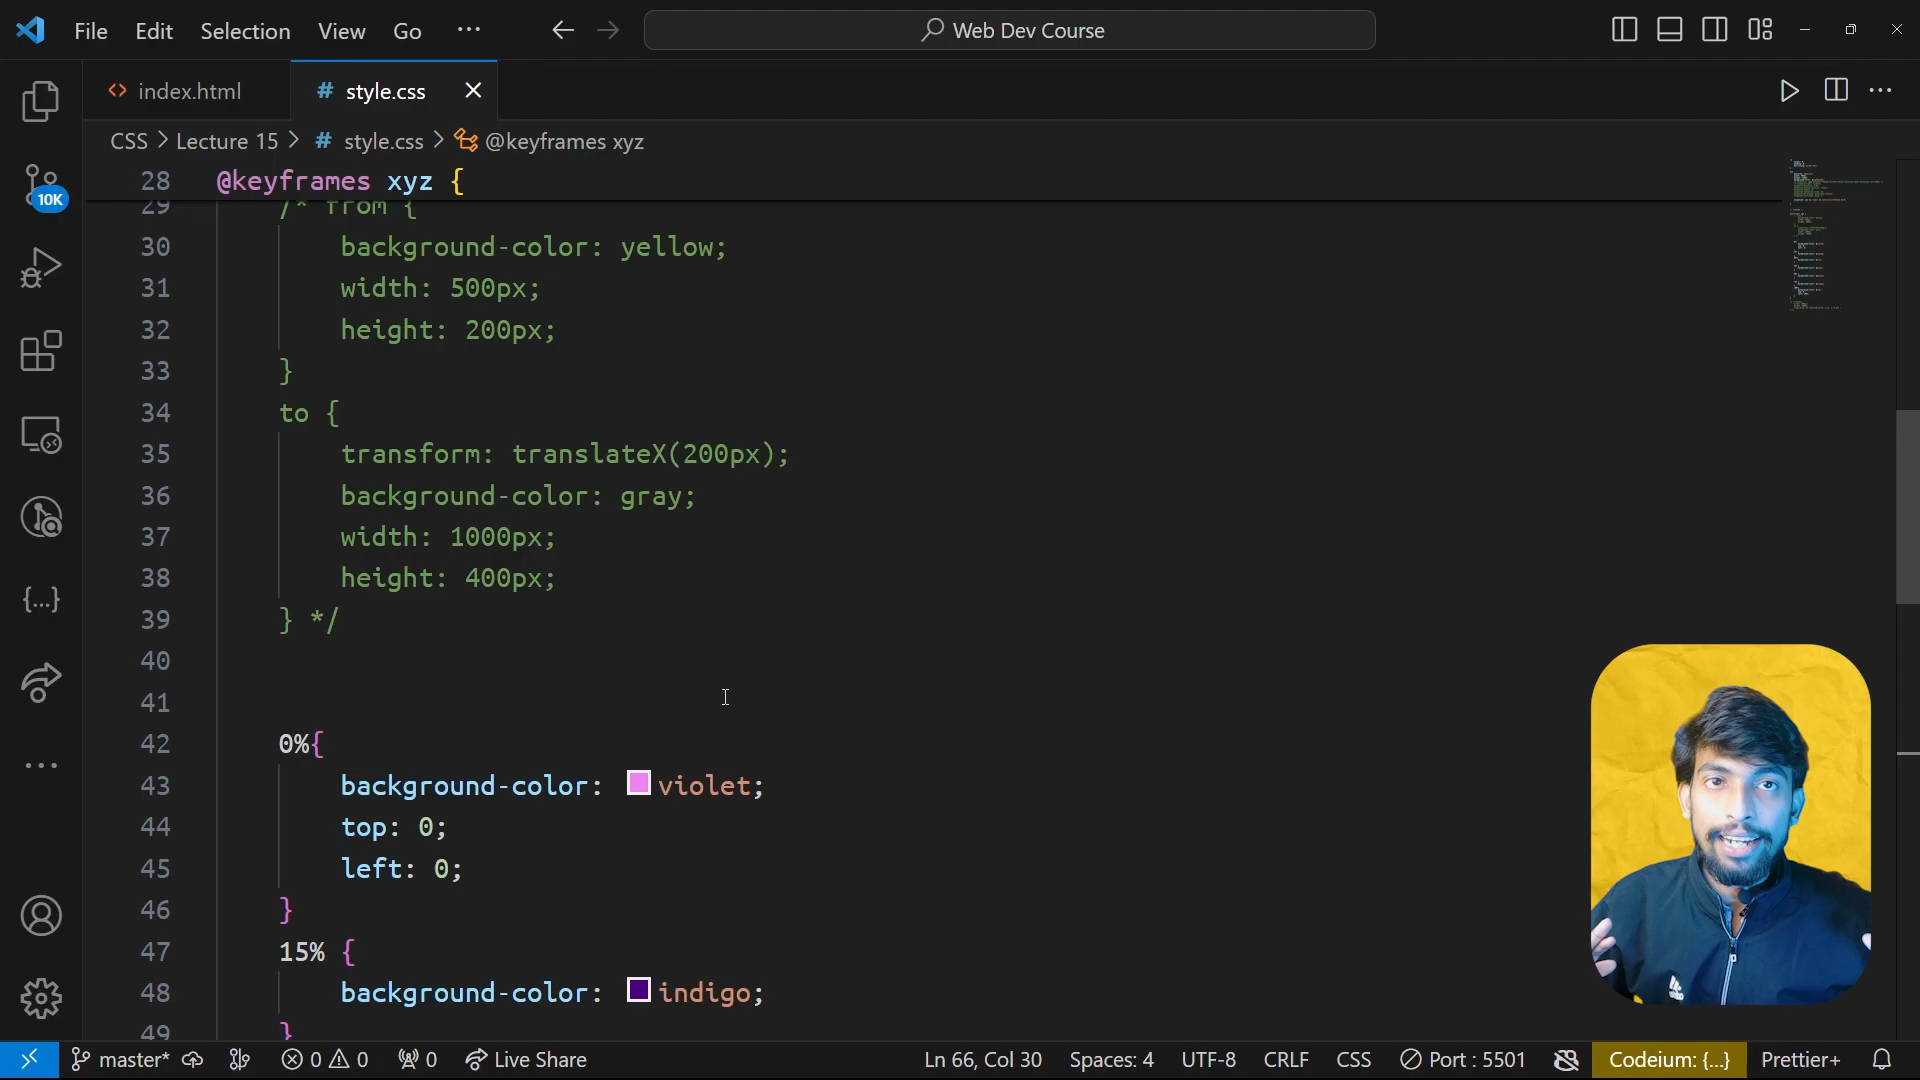 File Edit Selection View Go ··· Web Dev Course
index.html # style.css
CSS > Lecture 15 > # style.css > @keyframes xyz
28 @keyframes xyz {
29 /* from {
30 background-color: yellow;
31 width: 500px;
32 height: 200px;
33 }
34 to {
35 transform: translateX(200px);
36 background-color: gray;
37 width: 1000px;
38 height: 400px;
39 } */
40
41
42 0%{
43 background-color: violet;
44 top: 0;
45 left: 0;
46 }
47 15% {
48 background-color: indigo;
49 }
10K
{...}
master* 0 0 0 Live Share Ln 66, Col 30 Spaces: 4 UTF-8 CRLF CSS Port : 5501 Codeium: {...} Prettier+